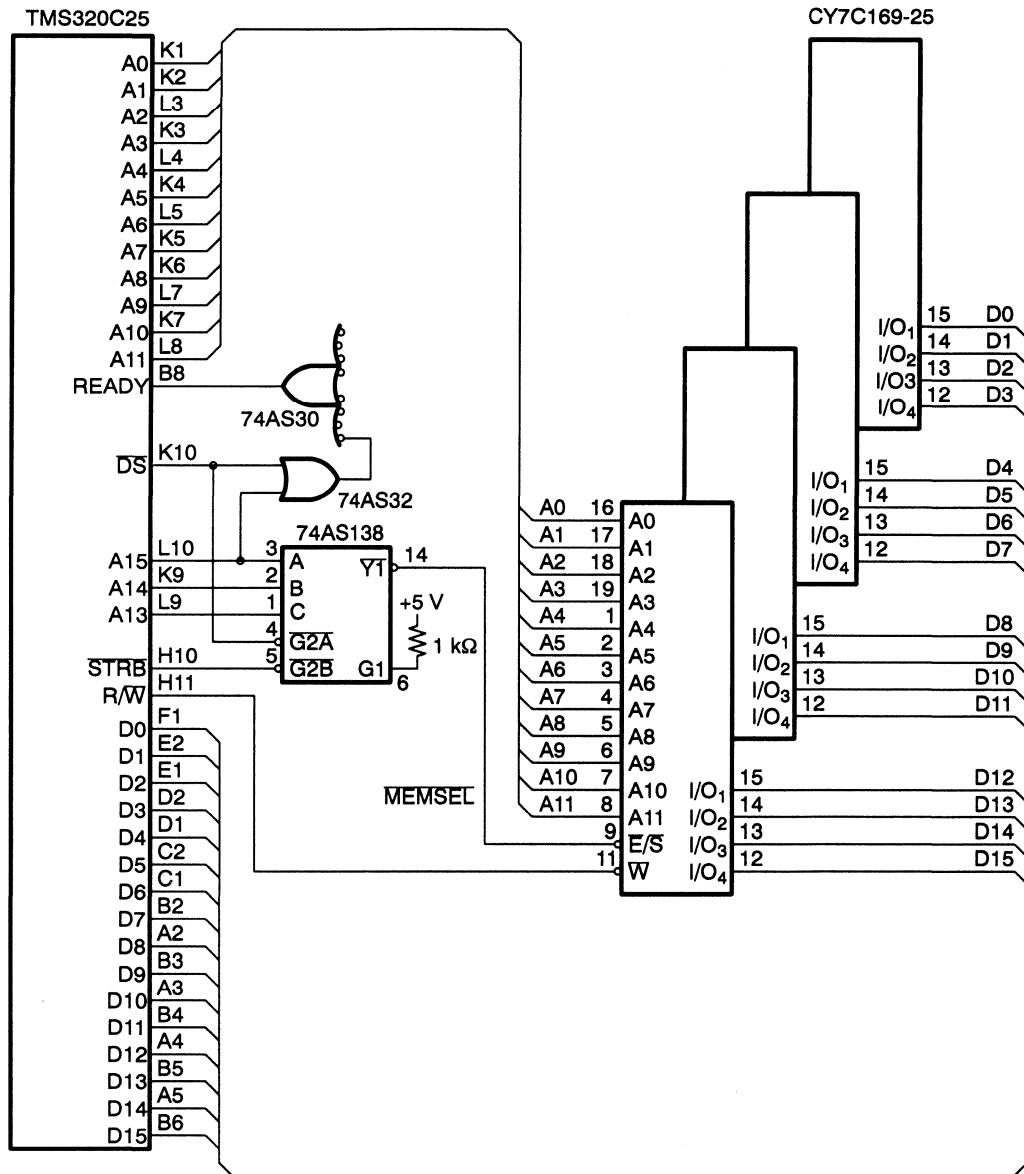 TMS320C25
CY7C169-25
A0 K1
A1 K2
A2 L3
A3 K3
A4 L4
A5 K4
A6 L5
A7 K5
A8 K6
A9 L7
A10 K7
A11 L8
READY B8
74AS30
DS K10
74AS32
74AS138
A15 L10 3 A Y1 14
A14 K9 2 B
A13 L9 1 C
+5 V
1 kΩ
4 G2A
STRB H10 5 G2B G1 6
R/W H11
D0 F1
D1 E2
D2 E1
D3 D2
D4 D1
D5 C2
D6 C1
D7 B2
D8 A2
D9 B3
D10 A3
D11 B4
D12 A4
D13 B5
D14 A5
D15 B6
MEMSEL
I/O1 15 D0
I/O2 14 D1
I/O3 13 D2
I/O4 12 D3
I/O1 15 D4
I/O2 14 D5
I/O3 13 D6
I/O4 12 D7
I/O1 15 D8
I/O2 14 D9
I/O3 13 D10
I/O4 12 D11
A0 16 A0
A1 17 A1
A2 18 A2
A3 19 A3
A4 1 A4
A5 2 A5
A6 3 A6
A7 4 A7
A8 5 A8
A9 6 A9
A10 7 A10 I/O1 15 D12
A11 8 A11 I/O2 14 D13
9 E/S I/O3 13 D14
11 W I/O4 12 D15